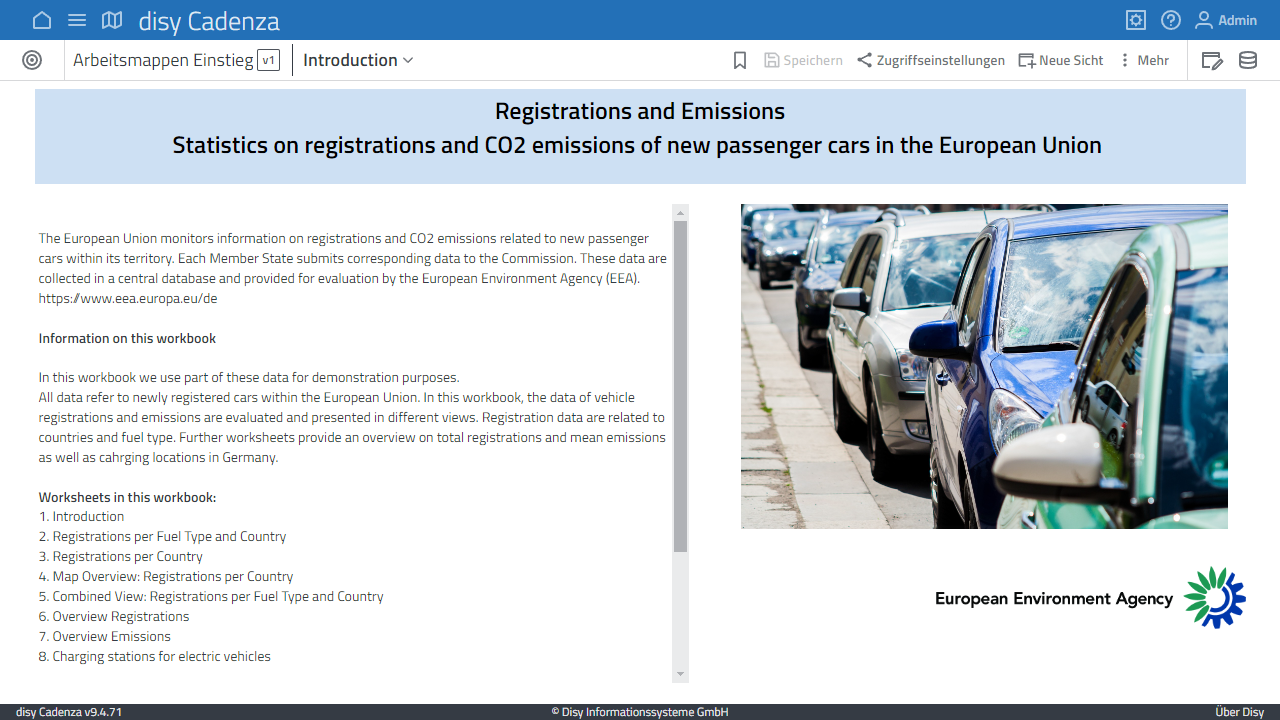 disy Cadenza
Admin
Arbeitsmappen Einstieg v1 Introduction
Speichern Zugriffseinstellungen Neue Sicht Mehr
Registrations and Emissions
Statistics on registrations and CO2 emissions of new passenger cars in the European Union
The European Union monitors information on registrations and CO2 emissions related to new passenger
cars within its territory. Each Member State submits corresponding data to the Commission. These data are
collected in a central database and provided for evaluation by the European Environment Agency (EEA).
https://www.eea.europa.eu/de
Information on this workbook
In this workbook we use part of these data for demonstration purposes.
All data refer to newly registered cars within the European Union. In this workbook, the data of vehicle
registrations and emissions are evaluated and presented in different views. Registration data are related to
countries and fuel type. Further worksheets provide an overview on total registrations and mean emissions
as well as cahrging locations in Germany.
Worksheets in this workbook:
1. Introduction
2. Registrations per Fuel Type and Country
3. Registrations per Country
4. Map Overview: Registrations per Country
5. Combined View: Registrations per Fuel Type and Country
6. Overview Registrations
7. Overview Emissions
8. Charging stations for electric vehicles
European Environment Agency
disy Cadenza v9.4.71
© Disy Informationssysteme GmbH
Über Disy